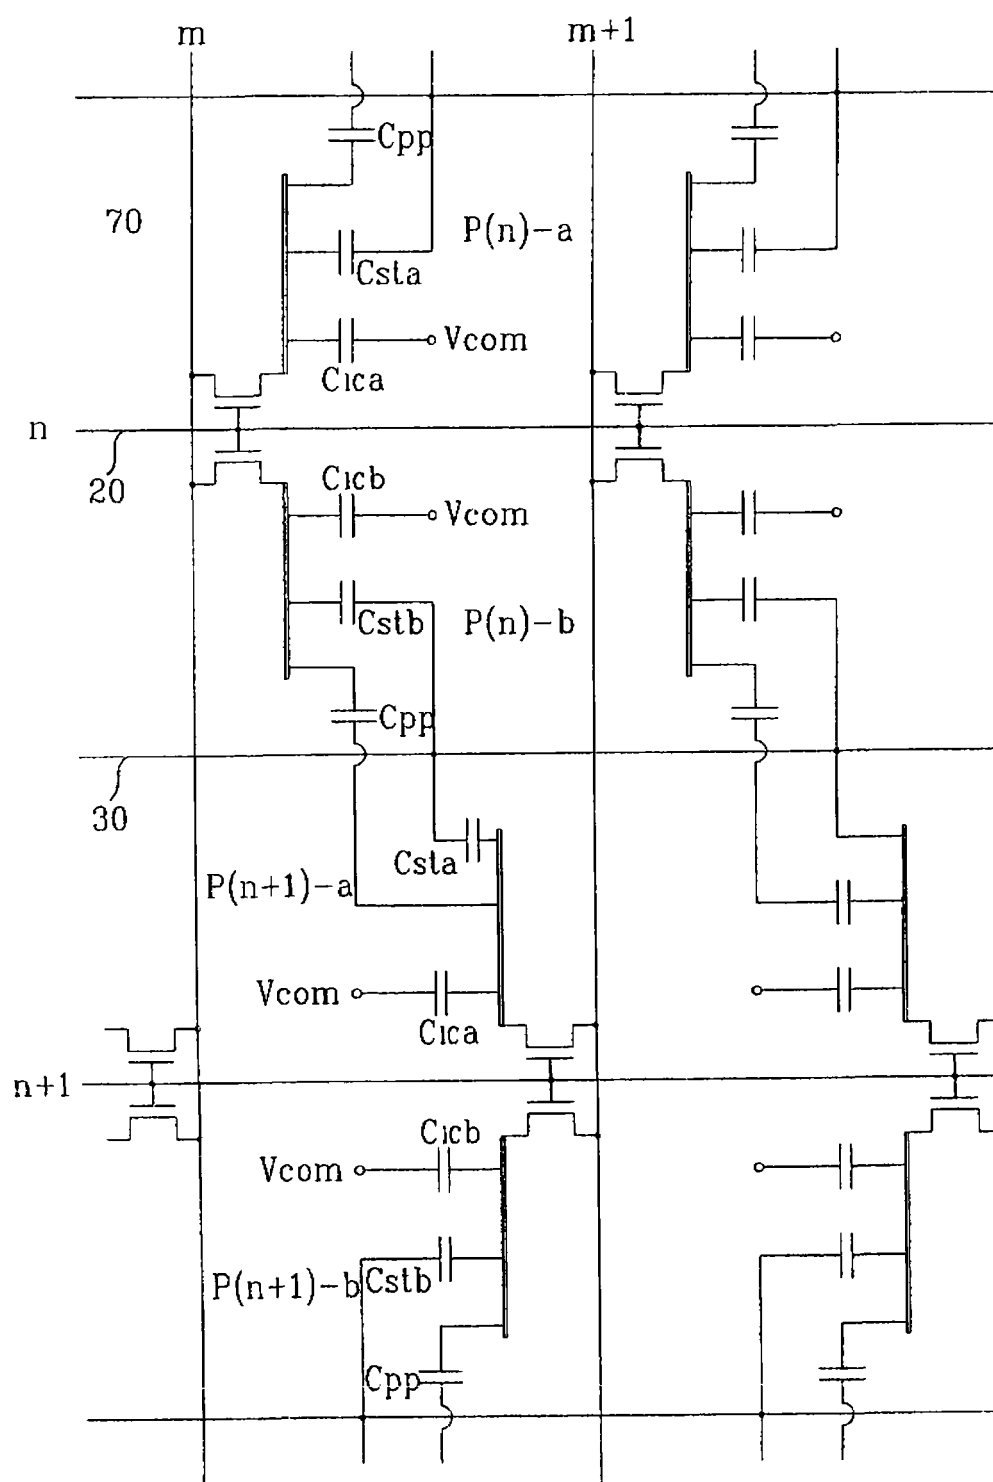 m
m+1
Cpp
70
P(n)-a
Csta
Vcom
Clca
n
20
Clcb
Vcom
Cstb
P(n)-b
Cpp
30
Csta
P(n+1)-a
Vcom
Clca
n+1
Clcb
Vcom
P(n+1)-b
Cstb
Cpp